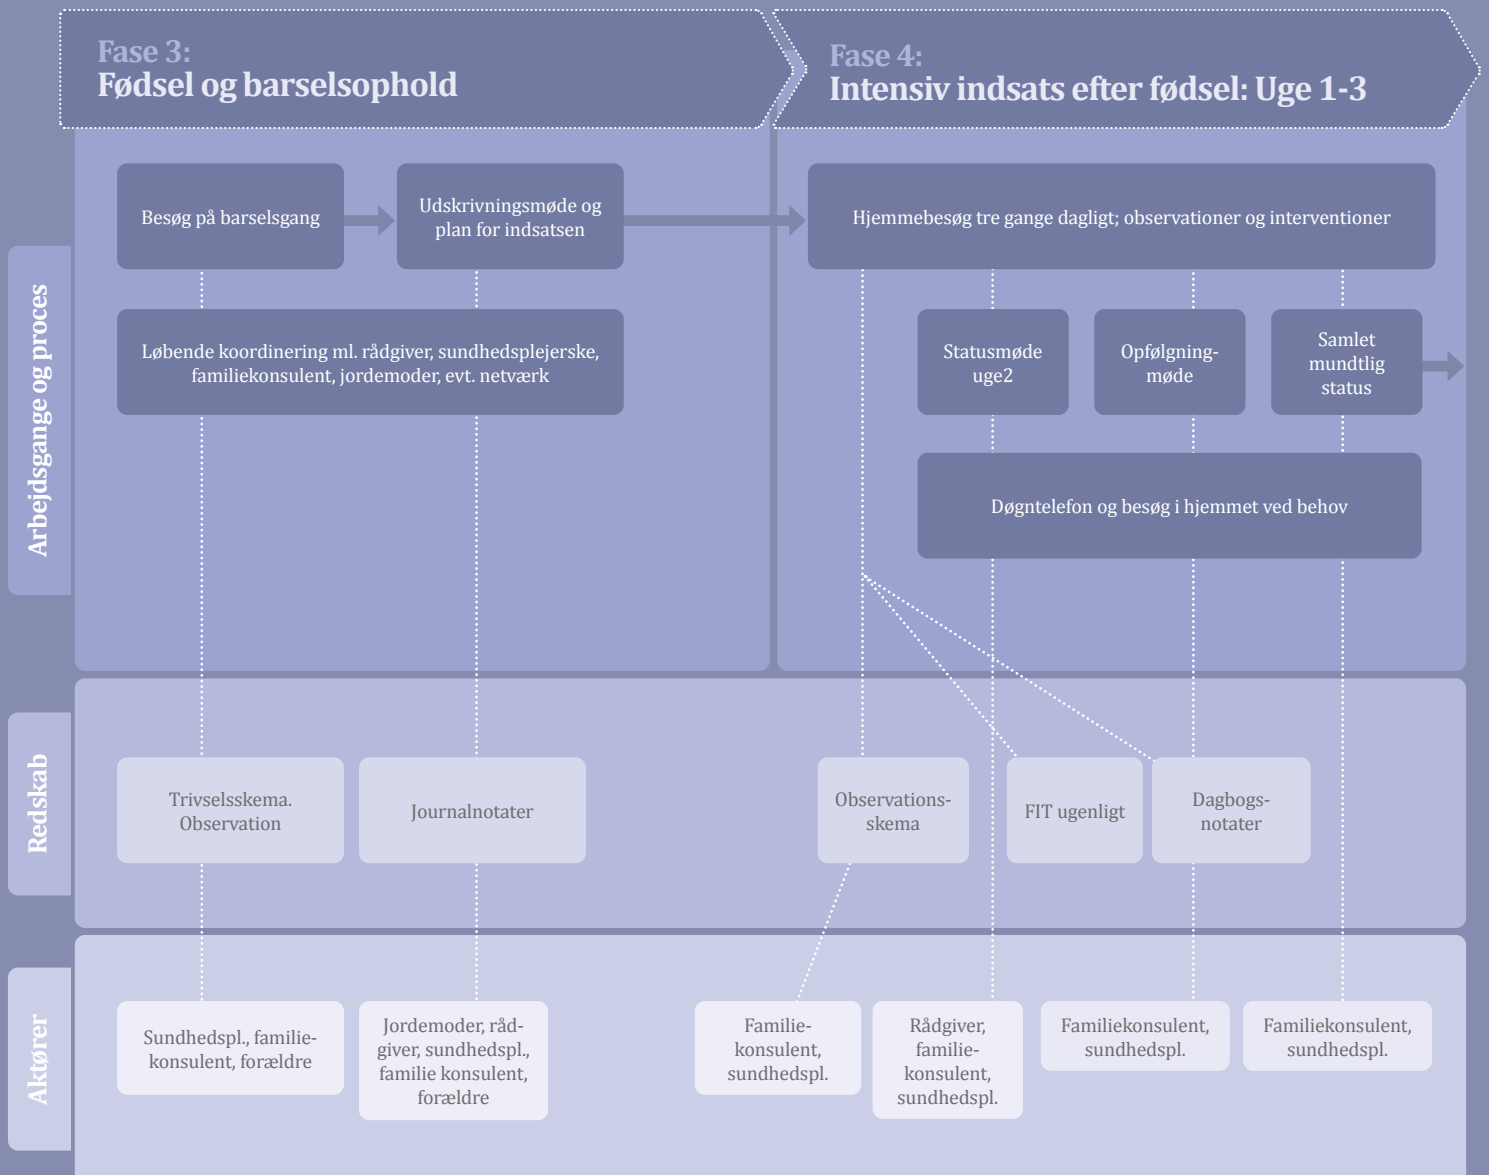 Fase 3:
Fødsel og barselsophold
Fase 4:
Intensiv indsats efter fødsel: Uge 1-3
Arbejdsgange og proces
Besøg på barselsgang
Udskrivningsmøde og
plan for indsatsen
Hjemmebesøg tre gange dagligt; observationer og interventioner
Løbende koordinering ml. rådgiver, sundhedsplejerske,
familiekonsulent, jordemoder, evt. netværk
Statusmøde
uge2
Opfølgning-
møde
Samlet
mundtlig
status
Døgntelefon og besøg i hjemmet ved behov
Redskab
Trivselsskema.
Observation
Journalnotater
Observations-
skema
FIT ugenligt
Dagbogs-
notater
Aktører
Sundhedspl., familie-
konsulent, forældre
Jordemoder, råd-
giver, sundhedspl.,
familie konsulent,
forældre
Familie-
konsulent,
sundhedspl.
Rådgiver,
familie-
konsulent,
sundhedspl.
Familiekonsulent,
sundhedspl.
Familiekonsulent,
sundhedspl.